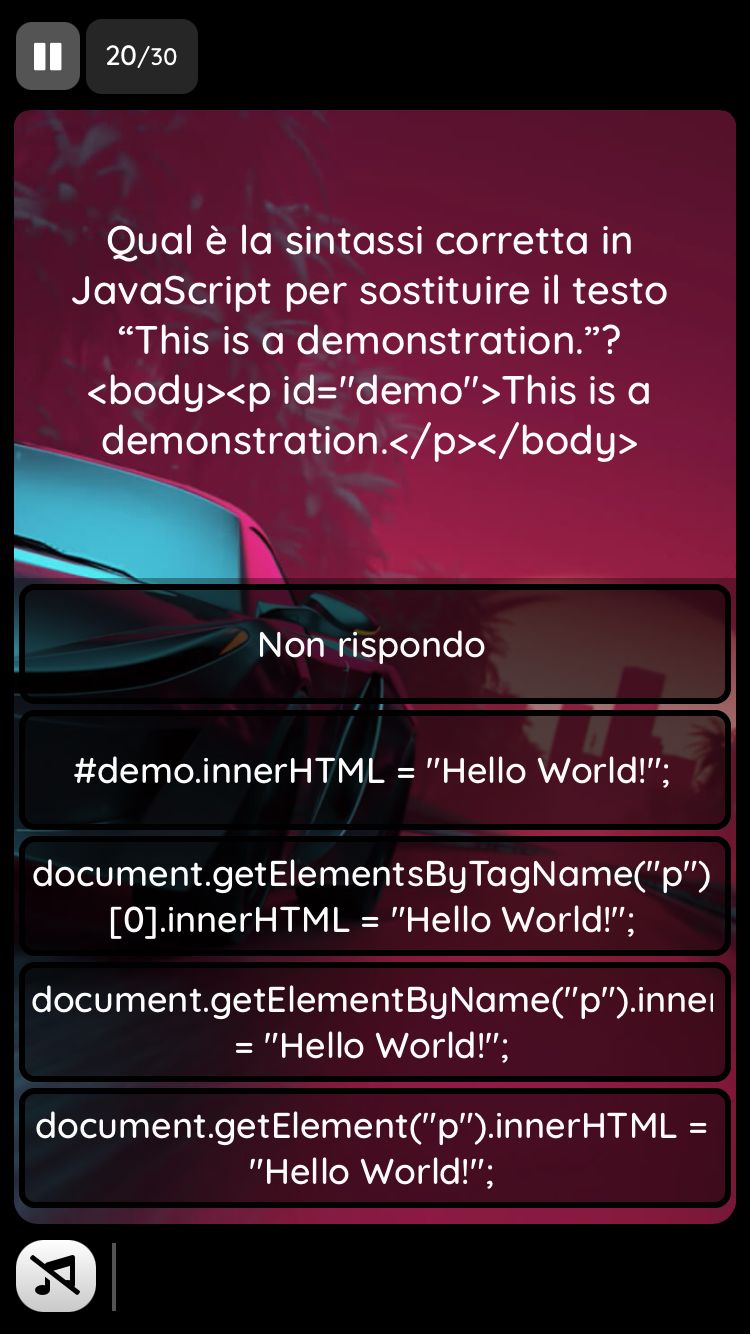 20/30
Qual è la sintassi corretta in
JavaScript per sostituire il testo
“This is a demonstration.”?
<body><p id="demo">This is a
demonstration.</p></body>
Non rispondo
#demo.innerHTML = "Hello World!";
document.getElementsByTagName("p")
[0].innerHTML = "Hello World!";
document.getElementByName("p").inner
= "Hello World!";
document.getElement("p").innerHTML =
"Hello World!";